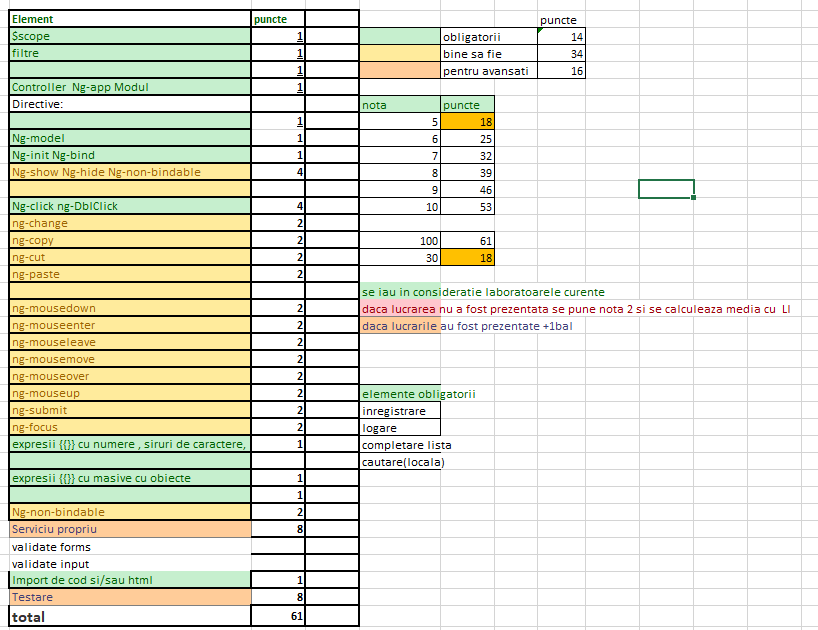 Element puncte
$scope 1
filtre 1
1
Controller Ng-app Modul 1
Directive:
1
Ng-model 1
Ng-init Ng-bind 1
Ng-show Ng-hide Ng-non-bindable 4
Ng-click ng-DblClick 4
ng-change 2
ng-copy 2
ng-cut 2
ng-paste 2
ng-mousedown 2
ng-mouseenter 2
ng-mouseleave 2
ng-mousemove 2
ng-mouseover 2
ng-mouseup 2
ng-submit 2
ng-focus 2
expresii {{}} cu numere , siruri de caractere, 1
expresii {{}} cu masive cu obiecte 1
1
Ng-non-bindable 2
Serviciu propriu 8
validate forms
validate input
Import de cod si/sau html 1
Testare 8
total 61
puncte
obligatorii 14
bine sa fie 34
pentru avansati 16
nota puncte
5 18
6 25
7 32
8 39
9 46
10 53
100 61
30 18
se iau in consideratie laboratoarele curente
daca lucrarea nu a fost prezentata se pune nota 2 si se calculeaza media cu LI
daca lucrarile au fost prezentate +1bal
elemente obligatorii
inregistrare
logare
completare lista
cautare(locala)